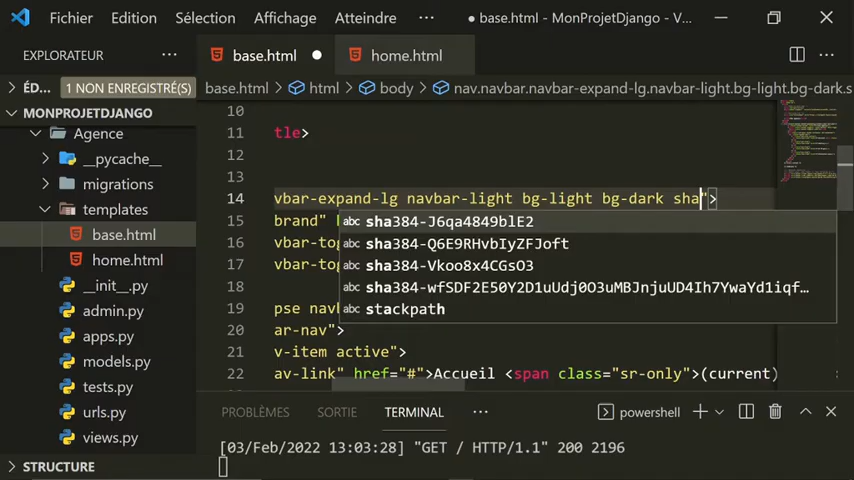 Fichier Edition Sélection Affichage Atteindre ● base.html - MonProjetDjango - V...
EXPLORATEUR ··· base.html ● home.html ···
ÉD... 1 NON ENREGISTRÉ(S) base.html > html > body > nav.navbar.navbar-expand-lg.navbar-light.bg-light.bg-dark.s
MONPROJETDJANGO
Agence
__pycache__
migrations
templates
base.html
home.html
__init__.py
admin.py
apps.py
models.py
tests.py
urls.py
views.py
STRUCTURE
10
11 tle>
12
13
14 vbar-expand-lg navbar-light bg-light bg-dark sha">
15 brand"
16 vbar-tog
17 vbar-tog
18
19 pse navb
20 ar-nav">
21 v-item active">
22 av-link" href="#">Accueil <span class="sr-only">(current)
abc sha384-J6qa4849blE2
abc sha384-Q6E9RHvbIyZFJoft
abc sha384-Vkoo8x4CGsO3
abc sha384-wfSDF2E50Y2D1uUdj0O3uMBJnjuUD4Ih7YwaYd1iqf...
abc stackpath
PROBLÈMES SORTIE TERMINAL ··· powershell
[03/Feb/2022 13:03:28] "GET / HTTP/1.1" 200 2196